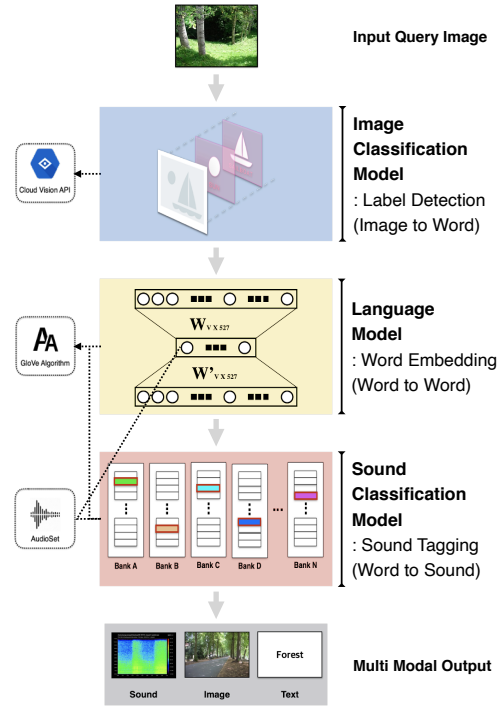 Input Query Image
Image
Classification
Model
: Label Detection
(Image to Word)
Cloud Vision API
W V X 527
W' V X 527
Language
Model
: Word Embedding
(Word to Word)
AA
GloVe Algorithm
Sound
Classification
Model
: Sound Tagging
(Word to Sound)
AudioSet
Bank A
Bank B
Bank C
Bank D
...
Bank N
Forest
Sound
Image
Text
Multi Modal Output